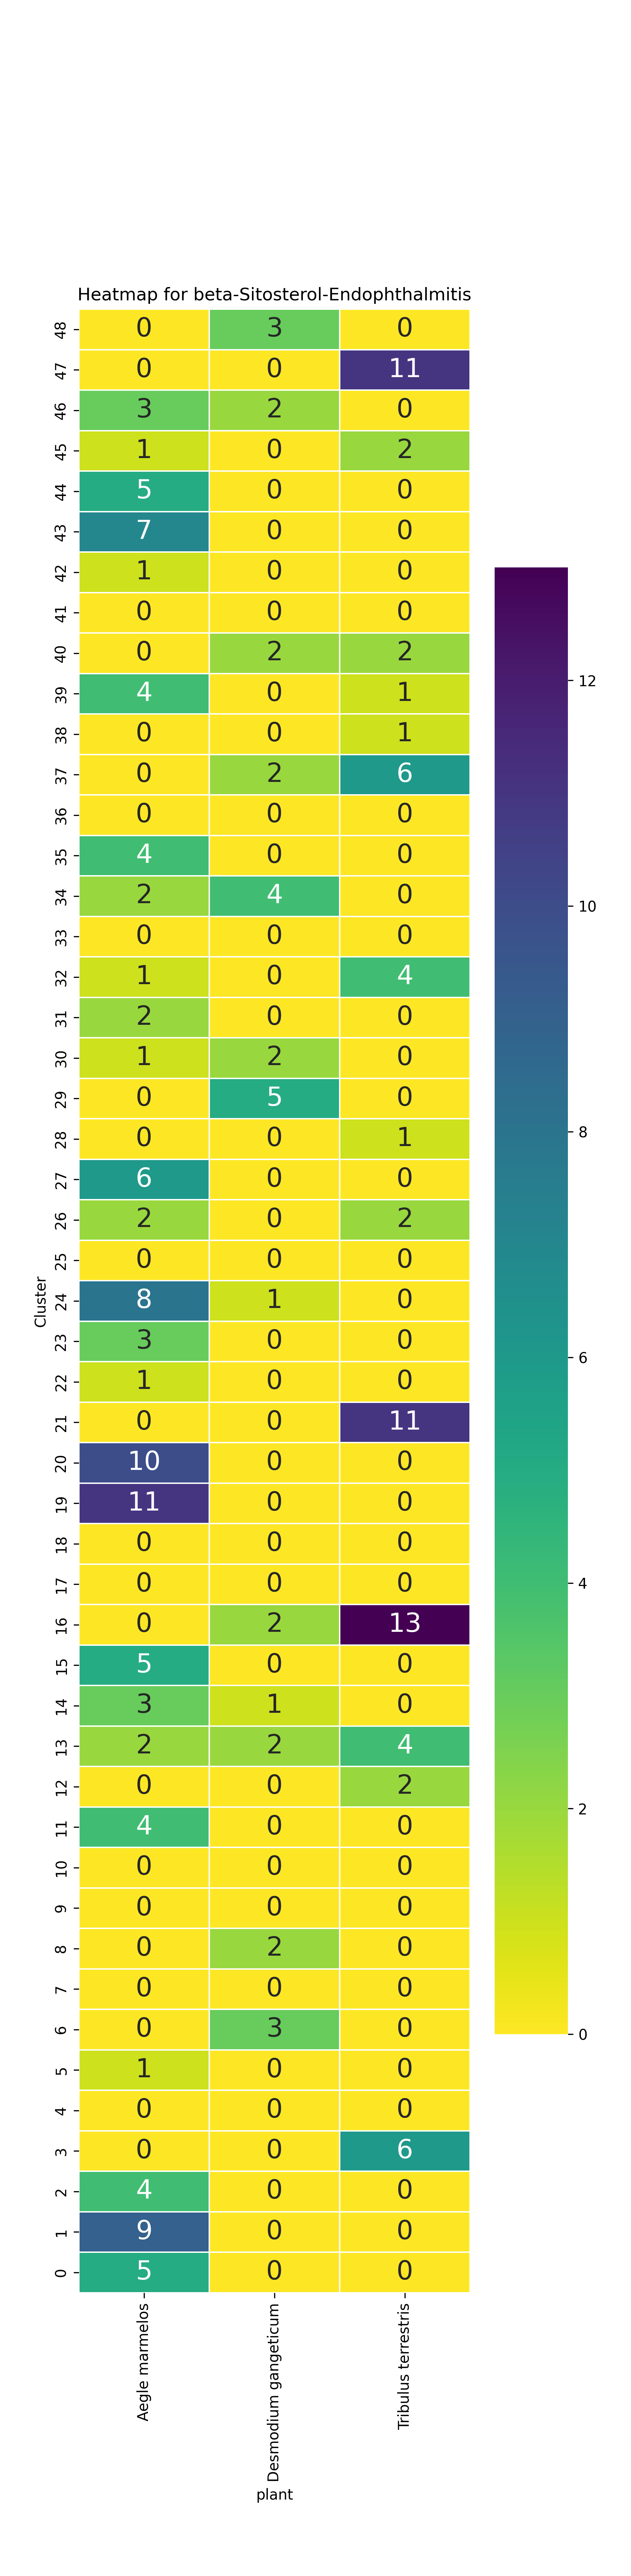 Heatmap for beta-Sitosterol-Endophthalmitis
48 0 3 0
47 0 0 11
46 3 2 0
45 1 0 2
44 5 0 0
43 7 0 0
42 1 0 0
41 0 0 0
40 0 2 2
39 4 0 1
38 0 0 1
37 0 2 6
36 0 0 0
35 4 0 0
34 2 4 0
33 0 0 0
32 1 0 4
31 2 0 0
30 1 2 0
29 0 5 0
28 0 0 1
27 6 0 0
26 2 0 2
25 0 0 0
24 8 1 0
23 3 0 0
22 1 0 0
21 0 0 11
20 10 0 0
19 11 0 0
18 0 0 0
17 0 0 0
16 0 2 13
15 5 0 0
14 3 1 0
13 2 2 4
12 0 0 2
11 4 0 0
10 0 0 0
9 0 0 0
8 0 2 0
7 0 0 0
6 0 3 0
5 1 0 0
4 0 0 0
3 0 0 6
2 4 0 0
1 9 0 0
0 5 0 0
Cluster
Aegle marmelos
Desmodium gangeticum
Tribulus terrestris
plant
12
10
8
6
4
2
0